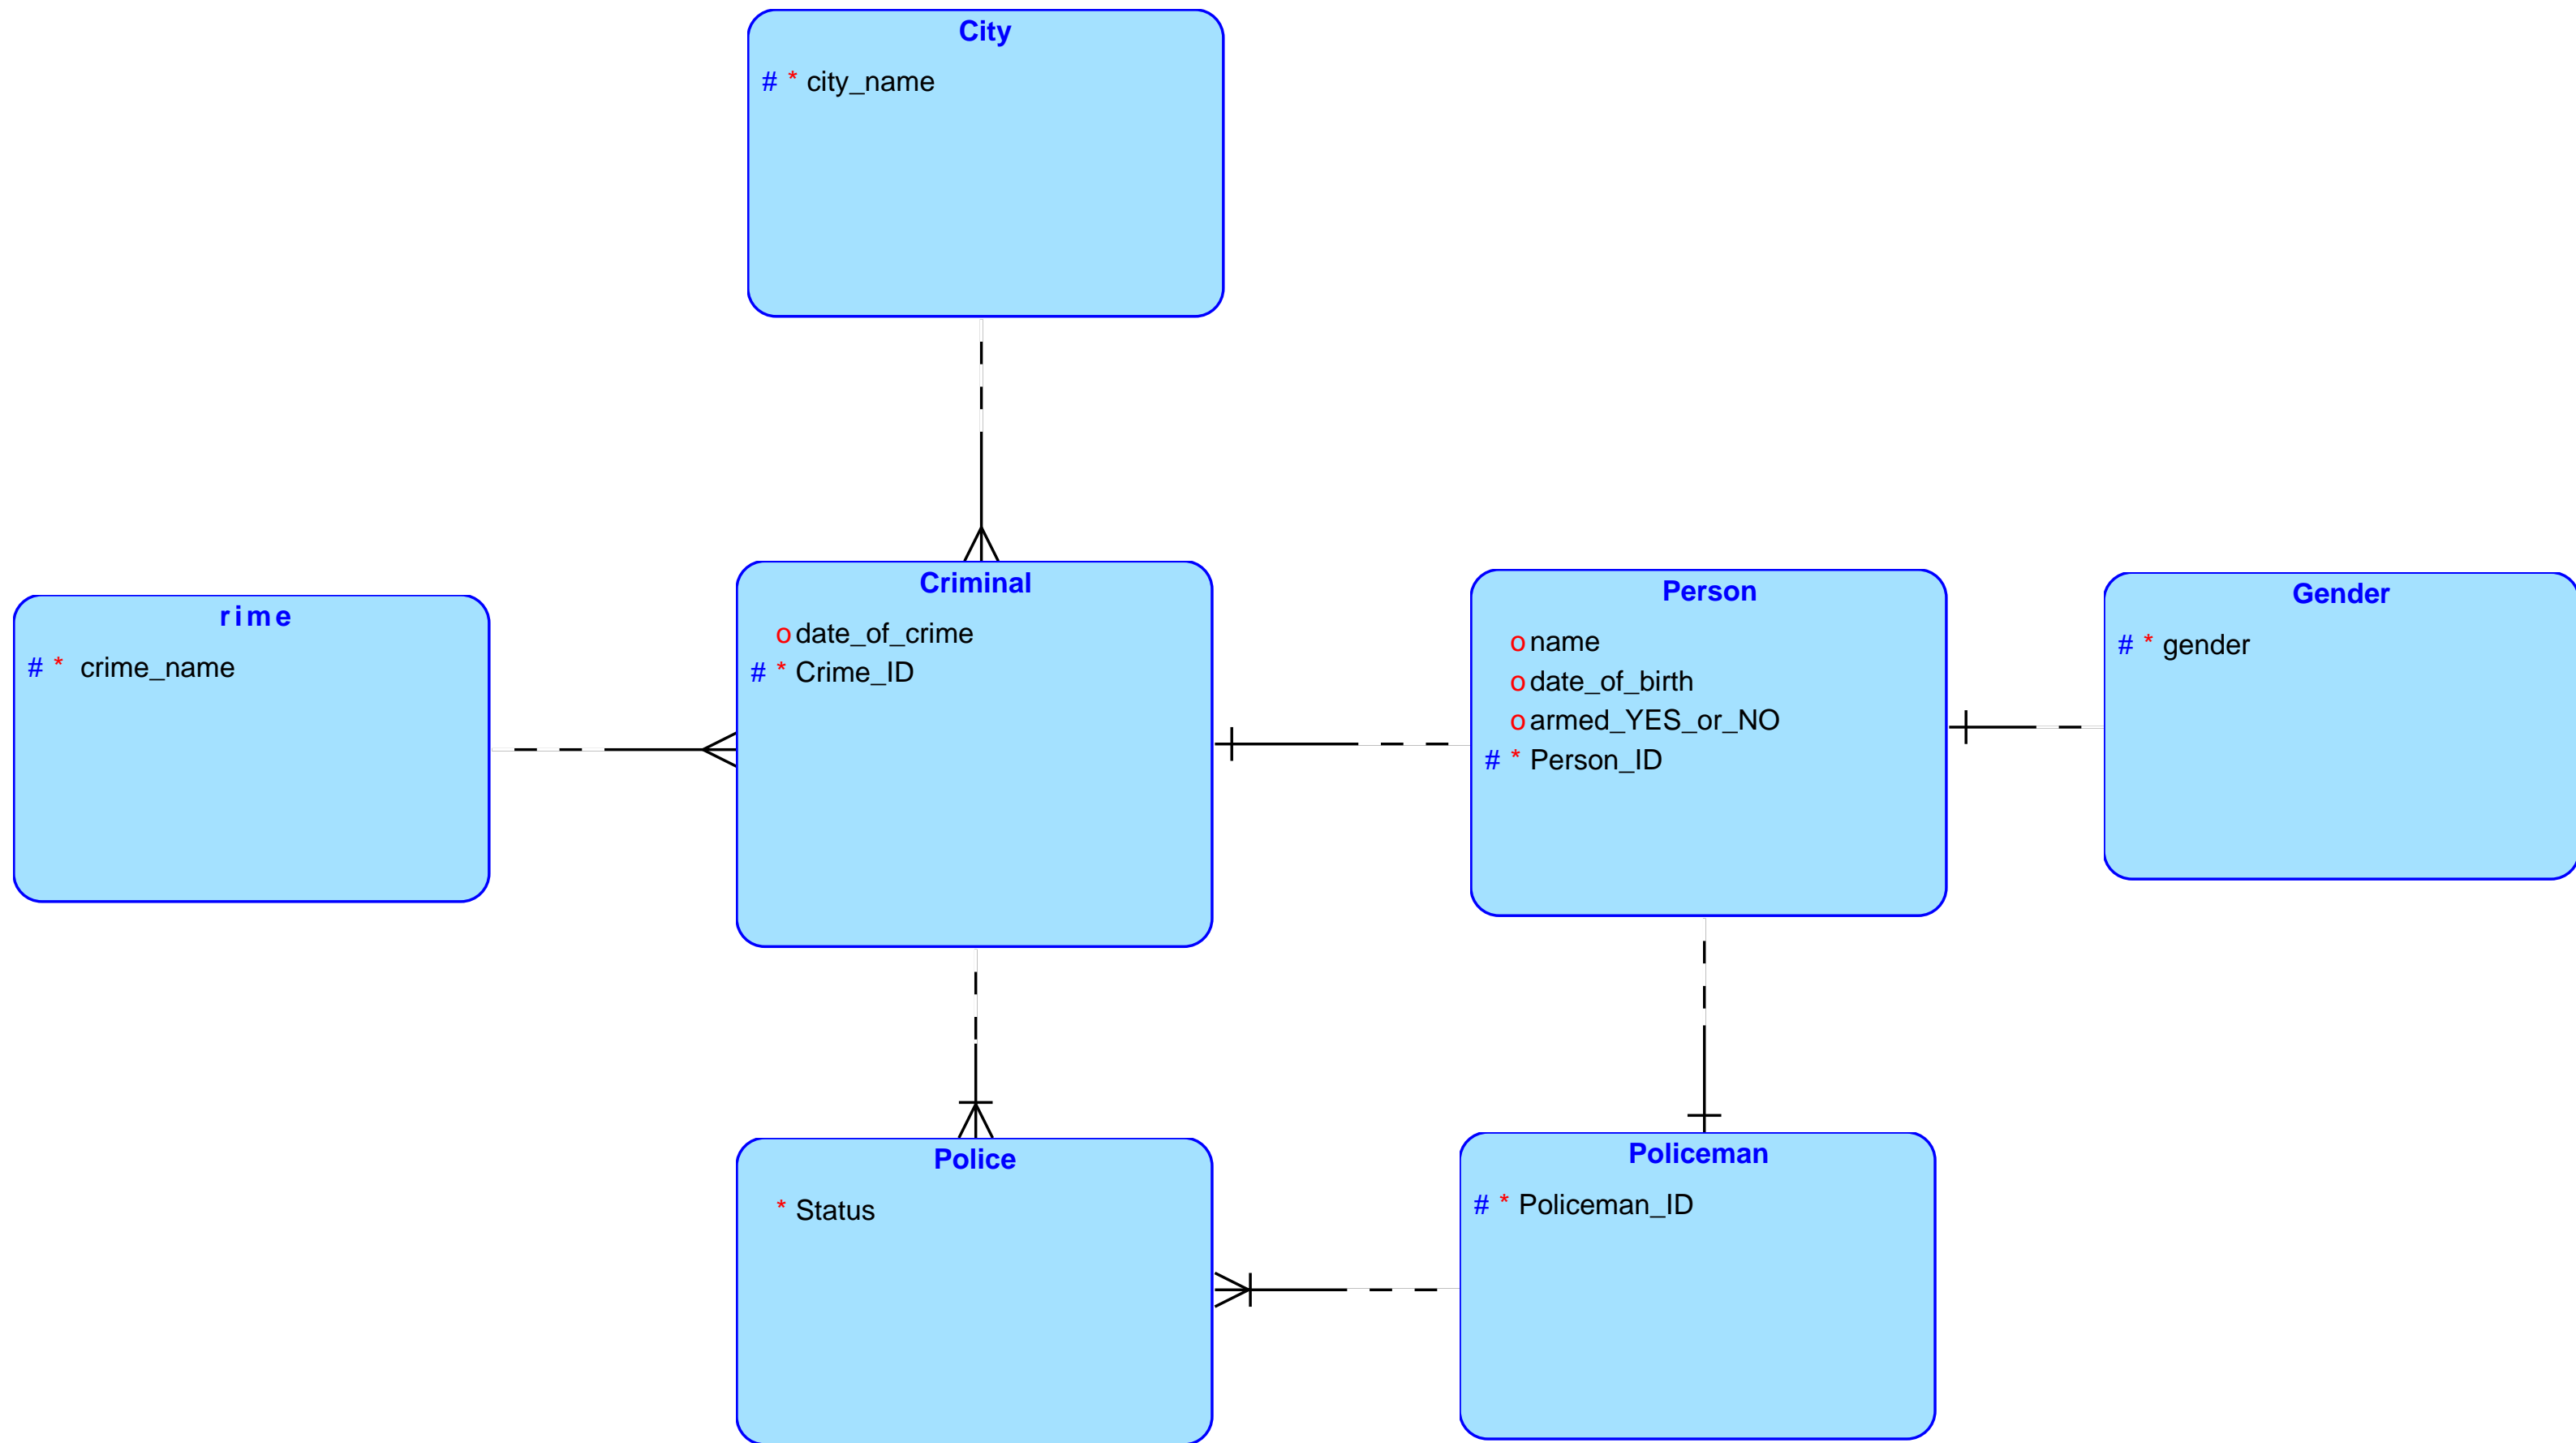 City
# * city_name
rime
# * crime_name
Criminal
o date_of_crime
# * Crime_ID
Person
o name
o date_of_birth
o armed_YES_or_NO
# * Person_ID
Gender
# * gender
Police
* Status
Policeman
# * Policeman_ID